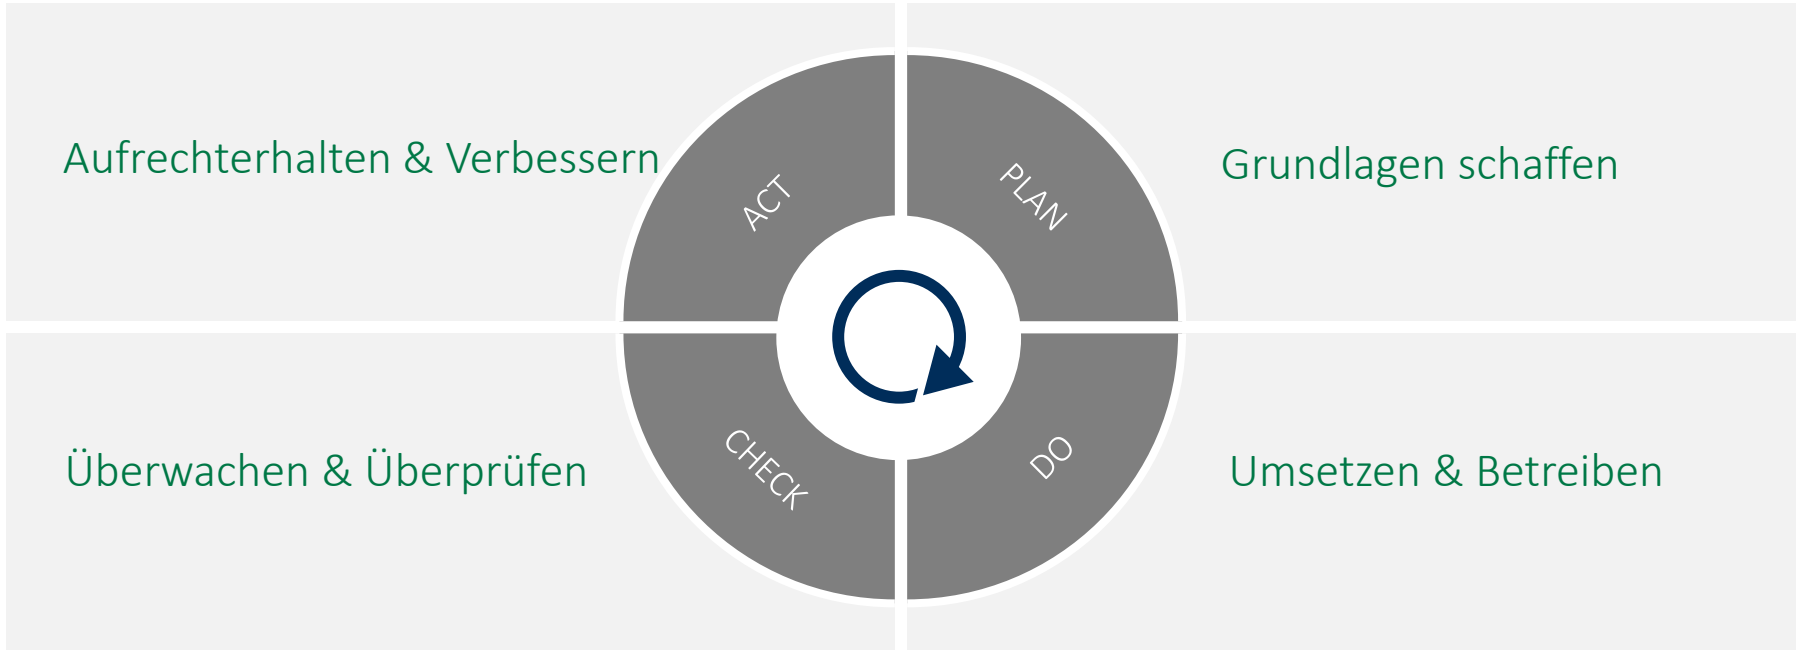 Aufrechterhalten & Verbessern
ACT
PLAN
Grundlagen schaffen
Überwachen & Überprüfen
CHECK
DO
Umsetzen & Betreiben